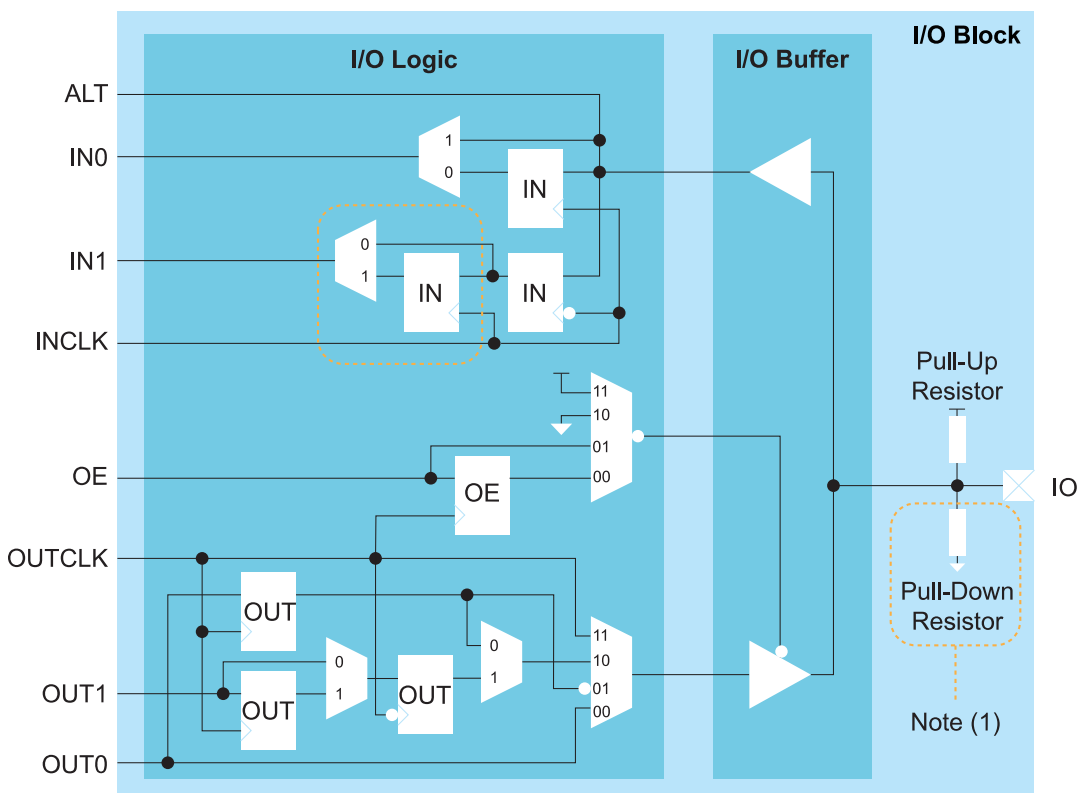 I/O Block
I/O Logic
I/O Buffer
ALT
IN0
1
0
IN
IN1
0
1
IN
IN
INCLK
Pull-Up
Resistor
11
10
01
00
OE
OE
IO
OUTCLK
Pull-Down
Resistor
OUT
0
1
OUT
0
1
11
10
01
00
OUT1
OUT
Note (1)
OUT0